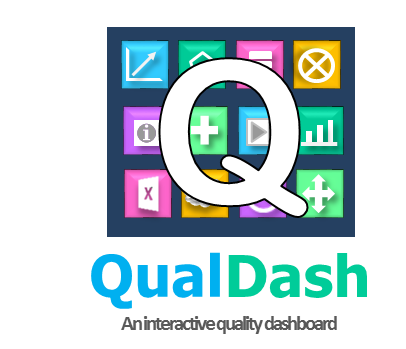 Q
QualDash
An interactive quality dashboard